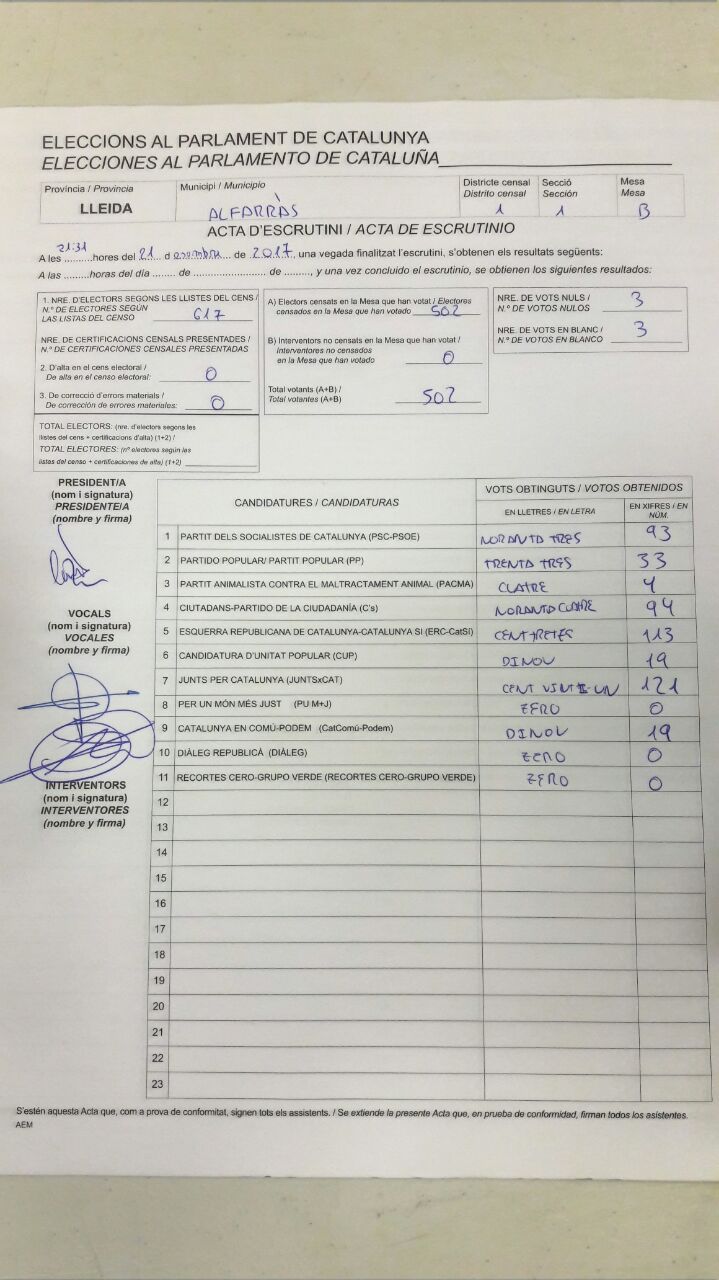 ELECCIONS AL PARLAMENT DE CATALUNYA
ELECCIONES AL PARLAMENTO DE CATALUÑA
Província / Provincia
LLEIDA
Municipi / Municipio
ALFARRÀS
Districte censal
Distrito censal
1
Secció
Sección
1
Mesa
Mesa
B
ACTA D'ESCRUTINI / ACTA DE ESCRUTINIO
A les 21:31 hores del 21 desembre de 2017, una vegada finalitzat l'escrutini, s'obtenen els resultats següents:
A las .........horas del día ........ de ........................ de ........, y una vez concluido el escrutinio, se obtienen los siguientes resultados:
1. NRE. D'ELECTORS SEGONS LES LLISTES DEL CENS /
N.º DE ELECTORES SEGÚN
LAS LISTAS DEL CENSO 617
NRE. DE CERTIFICACIONS CENSALS PRESENTADES /
N.º DE CERTIFICACIONES CENSALES PRESENTADAS
2. D'alta en el cens electoral /
De alta en el censo electoral: 0
3. De correcció d'errors materials /
De corrección de errores materiales: 0
TOTAL ELECTORS: (nre. d'electors segons les
llistes del cens + certificacions d'alta) (1+2) /
TOTAL ELECTORES: (nº electores según las
listas del censo + certificaciones de alta) (1+2)
A) Electors censats en la Mesa que han votat / Electores
censados en la Mesa que han votado 502
B) Interventors no censats en la Mesa que han votat /
Interventores no censados
en la Mesa que han votado 0
Total votants (A+B) /
Total votantes (A+B) 502
NRE. DE VOTS NULS /
N.º DE VOTOS NULOS 3
NRE. DE VOTS EN BLANC /
N.º DE VOTOS EN BLANCO 3
PRESIDENT/A
(nom i signatura)
PRESIDENTE/A
(nombre y firma)
VOCALS
(nom i signatura)
VOCALES
(nombre y firma)
INTERVENTORS
(nom i signatura)
INTERVENTORES
(nombre y firma)
CANDIDATURES / CANDIDATURAS
VOTS OBTINGUTS / VOTOS OBTENIDOS
EN LLETRES / EN LETRA
EN XIFRES / EN NÚM.
1 PARTIT DELS SOCIALISTES DE CATALUNYA (PSC-PSOE) NORANTA TRES 93
2 PARTIDO POPULAR/ PARTIT POPULAR (PP) TRENTA TRES 33
3 PARTIT ANIMALISTA CONTRA EL MALTRACTAMENT ANIMAL (PACMA) CUATRE 4
4 CIUTADANS-PARTIDO DE LA CIUDADANÍA (C's) NORANTA CUATRE 94
5 ESQUERRA REPUBLICANA DE CATALUNYA-CATALUNYA SI (ERC-CatSí) CENT TRETES 113
6 CANDIDATURA D'UNITAT POPULAR (CUP) DINOU 19
7 JUNTS PER CATALUNYA (JUNTSxCAT) CENT VINT-I-UN 121
8 PER UN MÓN MÉS JUST (PU M+J) ZERO 0
9 CATALUNYA EN COMÚ-PODEM (CatComú-Podem) DINOU 19
10 DIÀLEG REPUBLICÀ (DIÀLEG) ZERO 0
11 RECORTES CERO-GRUPO VERDE (RECORTES CERO-GRUPO VERDE) ZERO 0
12
13
14
15
16
17
18
19
20
21
22
23
S'estén aquesta Acta que, com a prova de conformitat, signen tots els assistents. / Se extiende la presente Acta que, en prueba de conformidad, firman todos los asistentes.
AEM